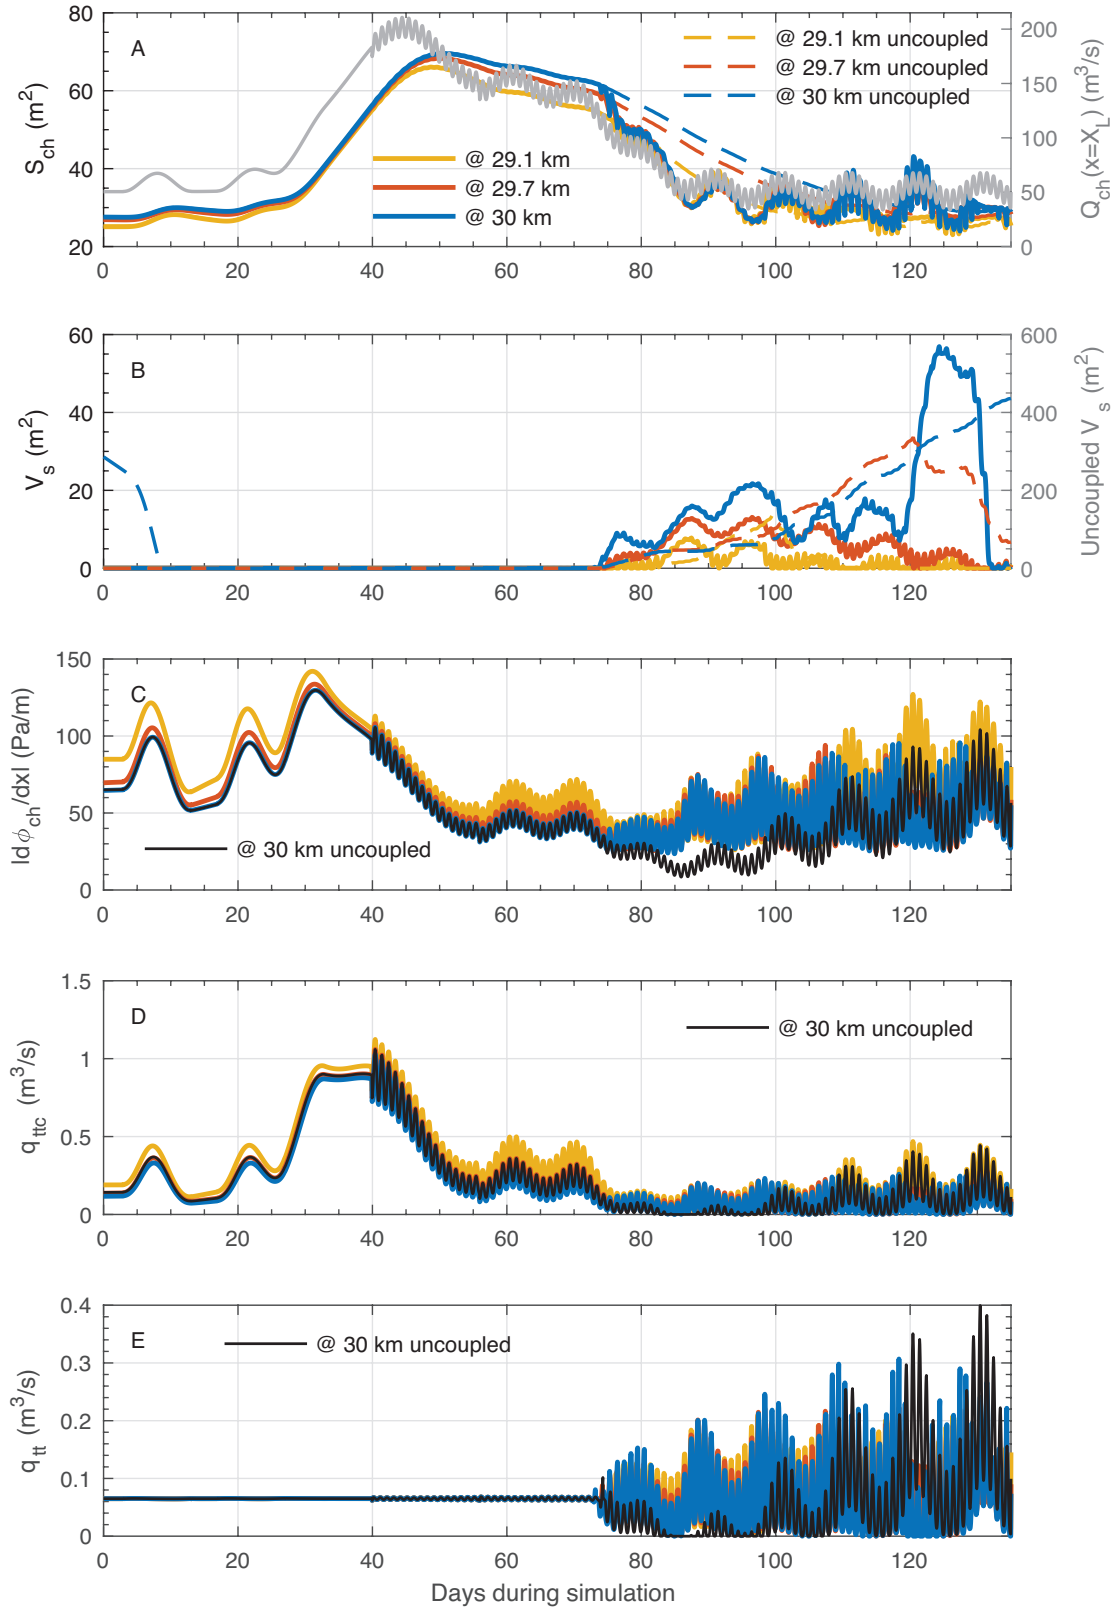 A
S_ch (m²)
80
60
40
20
0 20 40 60 80 100 120
200
150
100
50
0
Q_ch(x=X_L) (m³/s)
@ 29.1 km uncoupled
@ 29.7 km uncoupled
@ 30 km uncoupled
@ 29.1 km
@ 29.7 km
@ 30 km
B
V_s (m²)
60
40
20
0
0 20 40 60 80 100 120
600
400
200
0
Uncoupled V_s (m²)
C
|dϕ_ch/dx| (Pa/m)
150
100
50
0
0 20 40 60 80 100 120
@ 30 km uncoupled
D
q_ttc (m³/s)
1.5
1
0.5
0
0 20 40 60 80 100 120
@ 30 km uncoupled
E
q_tt (m³/s)
0.4
0.3
0.2
0.1
0
0 20 40 60 80 100 120
@ 30 km uncoupled
Days during simulation